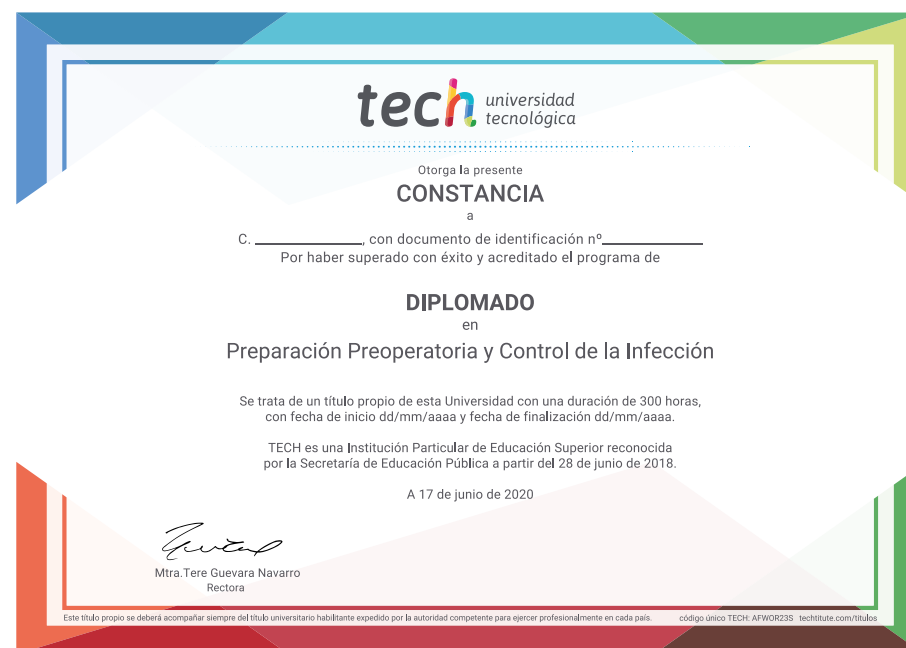 tech universidad
tecnológica
Otorga la presente
CONSTANCIA
a
C. ______________, con documento de identificación nº_____________
Por haber superado con éxito y acreditado el programa de
DIPLOMADO
en
Preparación Preoperatoria y Control de la Infección
Se trata de un título propio de esta Universidad con una duración de 300 horas,
con fecha de inicio dd/mm/aaaa y fecha de finalización dd/mm/aaaa.
TECH es una Institución Particular de Educación Superior reconocida
por la Secretaría de Educación Pública a partir del 28 de junio de 2018.
A 17 de junio de 2020
Mtra.Tere Guevara Navarro
Rectora
Este título propio se deberá acompañar siempre del título universitario habilitante expedido por la autoridad competente para ejercer profesionalmente en cada país. código único TECH: AFWOR23S techtitute.com/titulos